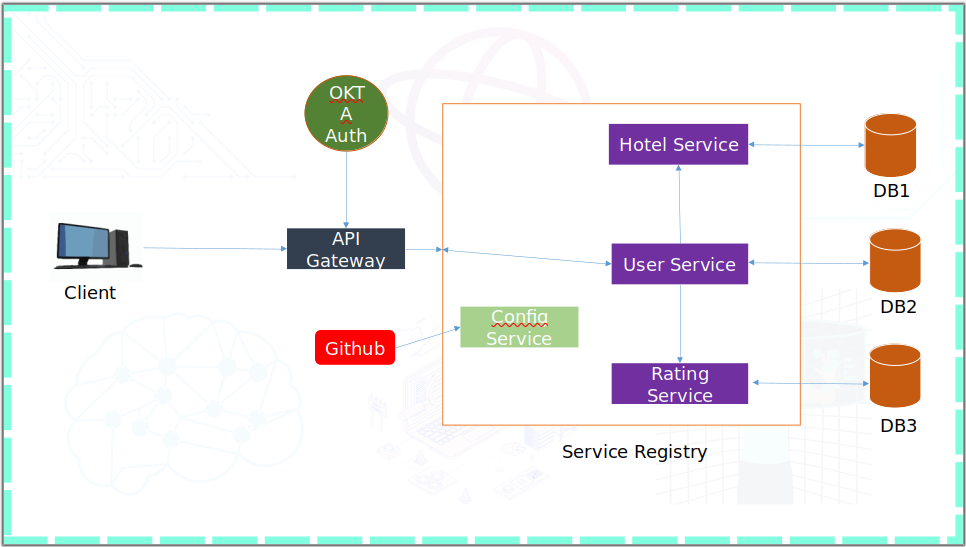 OKT
A
Auth
Hotel Service
DB1
API
Gateway
User Service
Client
DB2
Config
Service
Github
Rating
Service
DB3
Service Registry